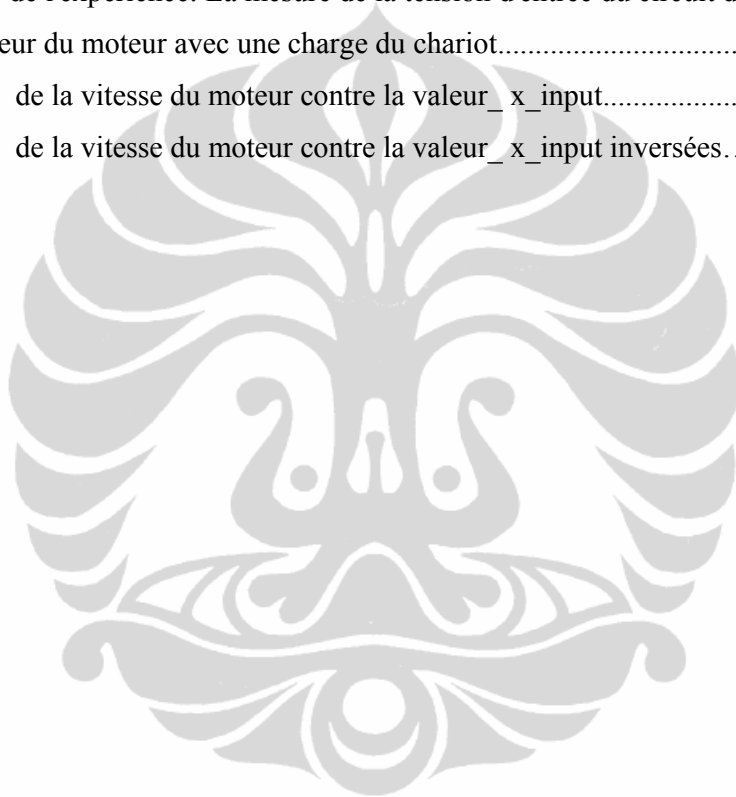 de l'expérience. La mesure de la tension d'entrée du circuit
eur du moteur avec une charge du chariot...............................
de la vitesse du moteur contre la valeur_ x_input..................
de la vitesse du moteur contre la valeur_ x_input inversées…